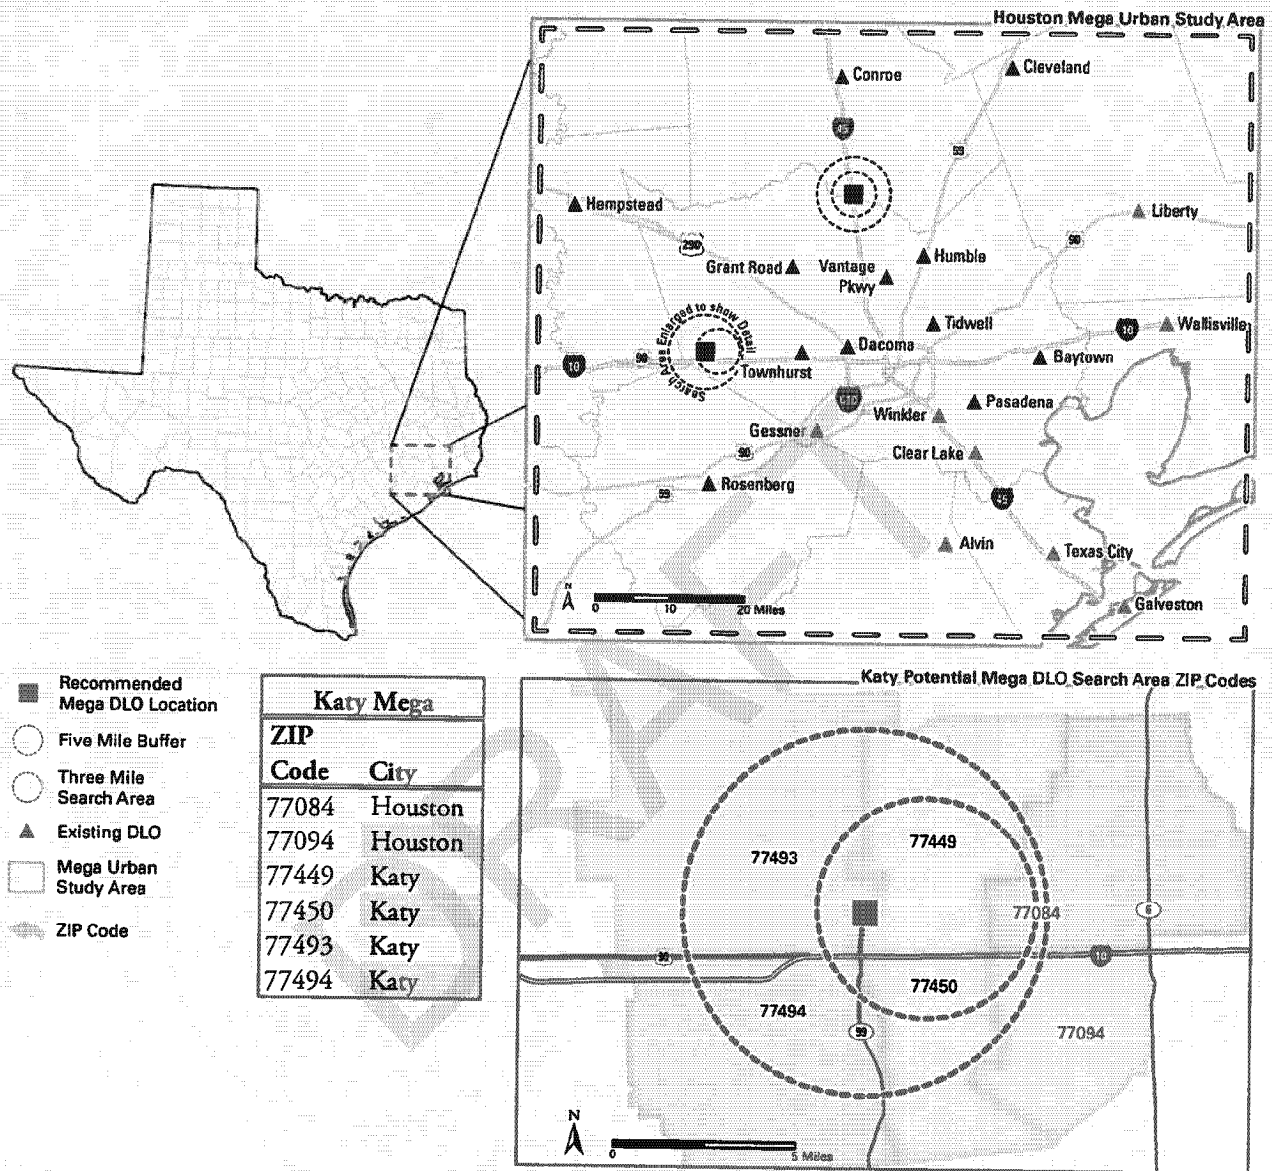 Houston Mega Urban Study Area
Conroe
Cleveland
45
59
Hempstead
Liberty
290
90
Grant Road
Vantage
Pkwy
Humble
Search Area Enlarged to show Detail
Tidwell
10
Wallisville
10
90
Townhurst
Dacoma
Baytown
610
Winkler
Pasadena
Gessner
Clear Lake
90
59
Rosenberg
45
Alvin
Texas City
Galveston
N
0 10 20 Miles
Recommended
Mega DLO Location
Five Mile Buffer
Three Mile
Search Area
Existing DLO
Mega Urban
Study Area
ZIP Code
Katy Mega
ZIP
Code City
77084 Houston
77094 Houston
77449 Katy
77450 Katy
77493 Katy
77494 Katy
Katy Potential Mega DLO Search Area ZIP Codes
77493
77449
77084
6
90
10
77494
77450
99
77094
N
0 5 Miles
DRAFT